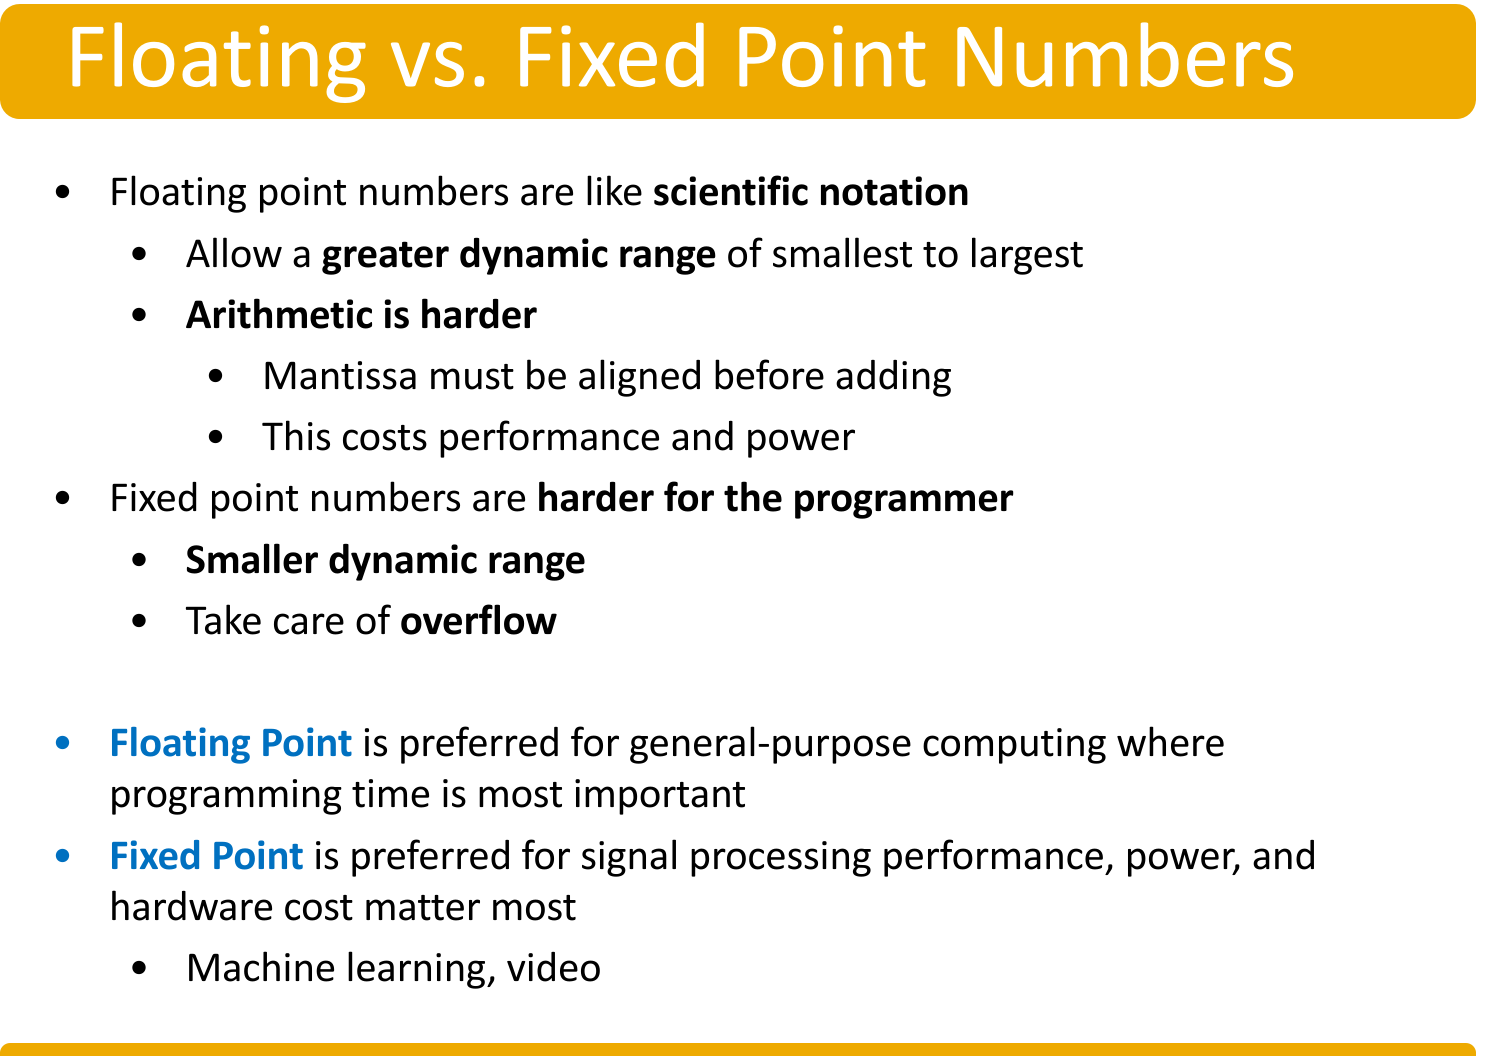 Floating vs. Fixed Point Numbers
• Floating point numbers are like scientific notation
• Allow a greater dynamic range of smallest to largest
• Arithmetic is harder
• Mantissa must be aligned before adding
• This costs performance and power
• Fixed point numbers are harder for the programmer
• Smaller dynamic range
• Take care of overflow
• Floating Point is preferred for general-purpose computing where
programming time is most important
• Fixed Point is preferred for signal processing performance, power, and
hardware cost matter most
• Machine learning, video